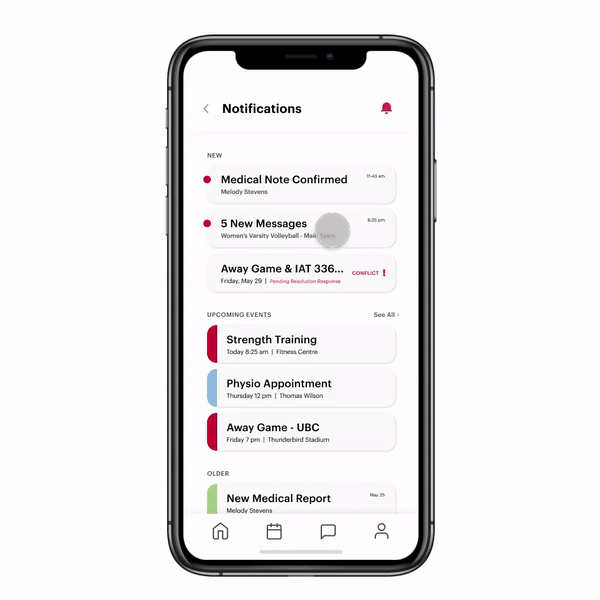 Notifications
NEW
Medical Note Confirmed
11:43 am
Melody Stevens
5 New Messages
8:25 pm
Women's Varsity Volleyball - Main Team
Away Game & IAT 336...
CONFLICT !
Friday, May 29 | Pending Resolution Response
UPCOMING EVENTS
See All ›
Strength Training
Today 8:25 am | Fitness Centre
Physio Appointment
Thursday 12 pm | Thomas Wilson
Away Game - UBC
Friday 7 pm | Thunderbird Stadium
OLDER
New Medical Report
May 25
Melody Stevens